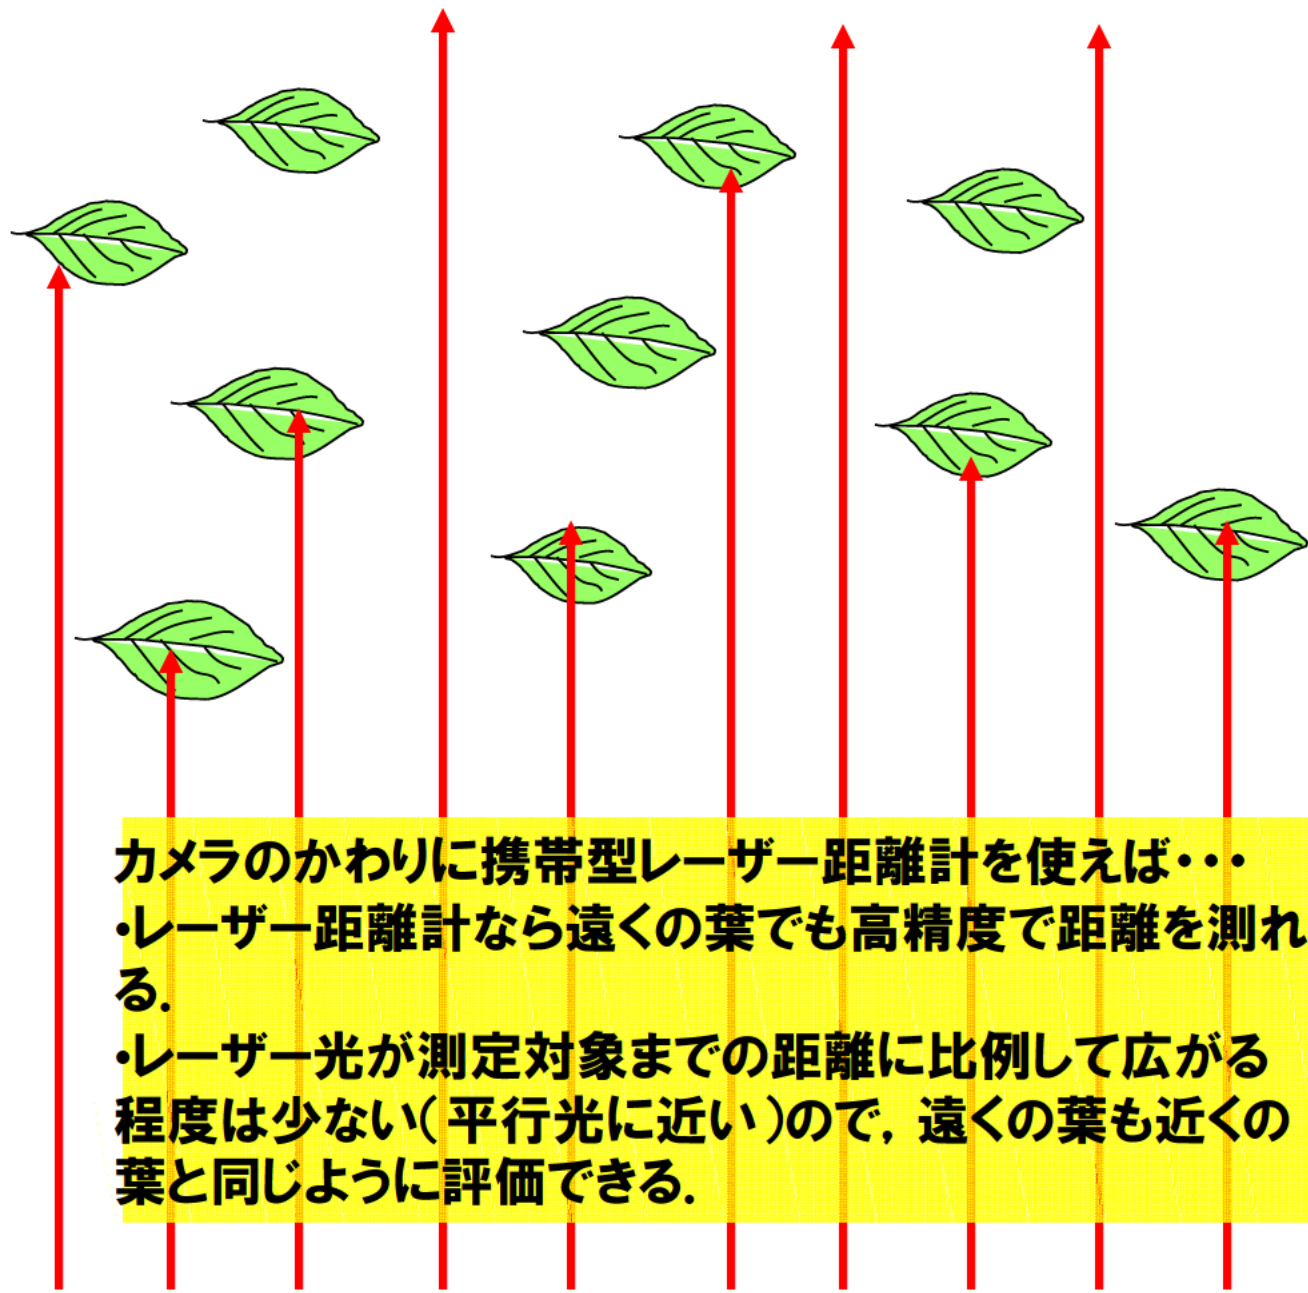 カメラのかわりに携帯型レーザー距離計を使えば・・・
・レーザー距離計なら遠くの葉でも高精度で距離を測れ
る.
・レーザー光が測定対象までの距離に比例して広がる
程度は少ない(平行光に近い)ので, 遠くの葉も近くの
葉と同じように評価できる.